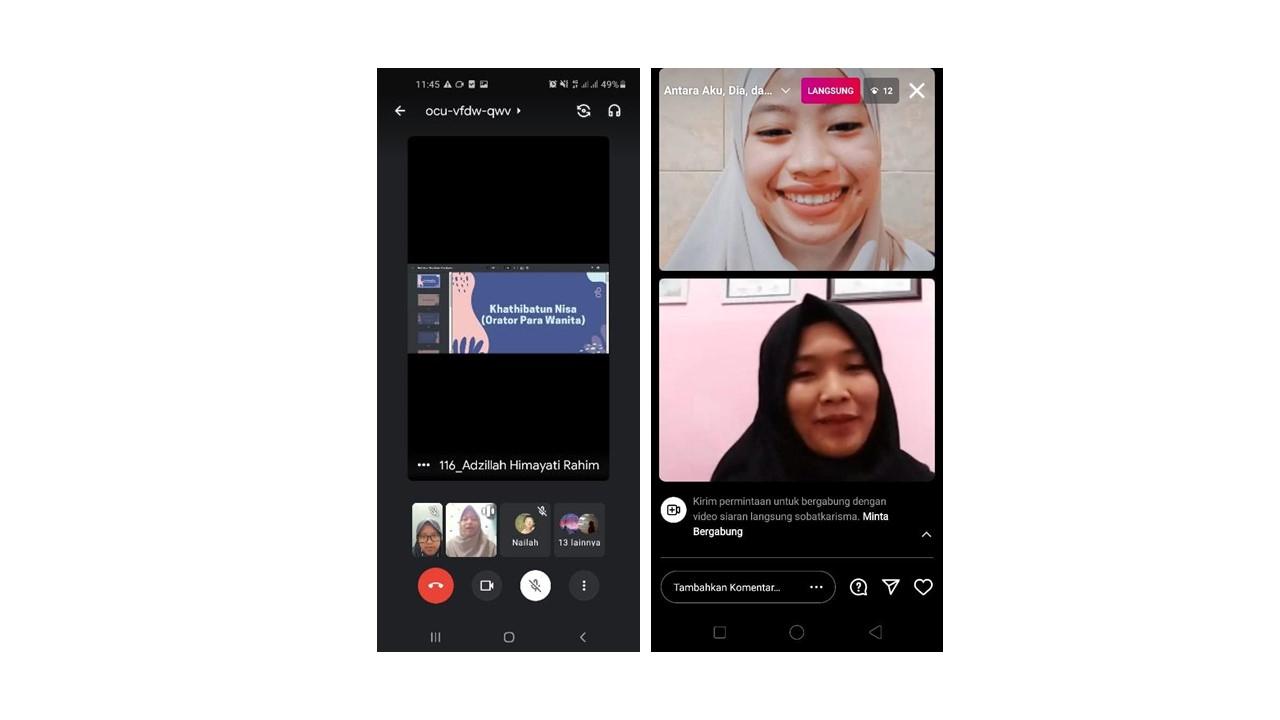 11:45
49%
ocu-vfdw-qwv
Khathibatun Nisa
(Orator Para Wanita)
116_Adzillah Himayati Rahim
Nailah
13 lainnya
Antara Aku, Dia, da...
LANGSUNG
12
Kirim permintaan untuk bergabung dengan
video siaran langsung sobatkarisma. Minta
Bergabung
Tambahkan Komentar...